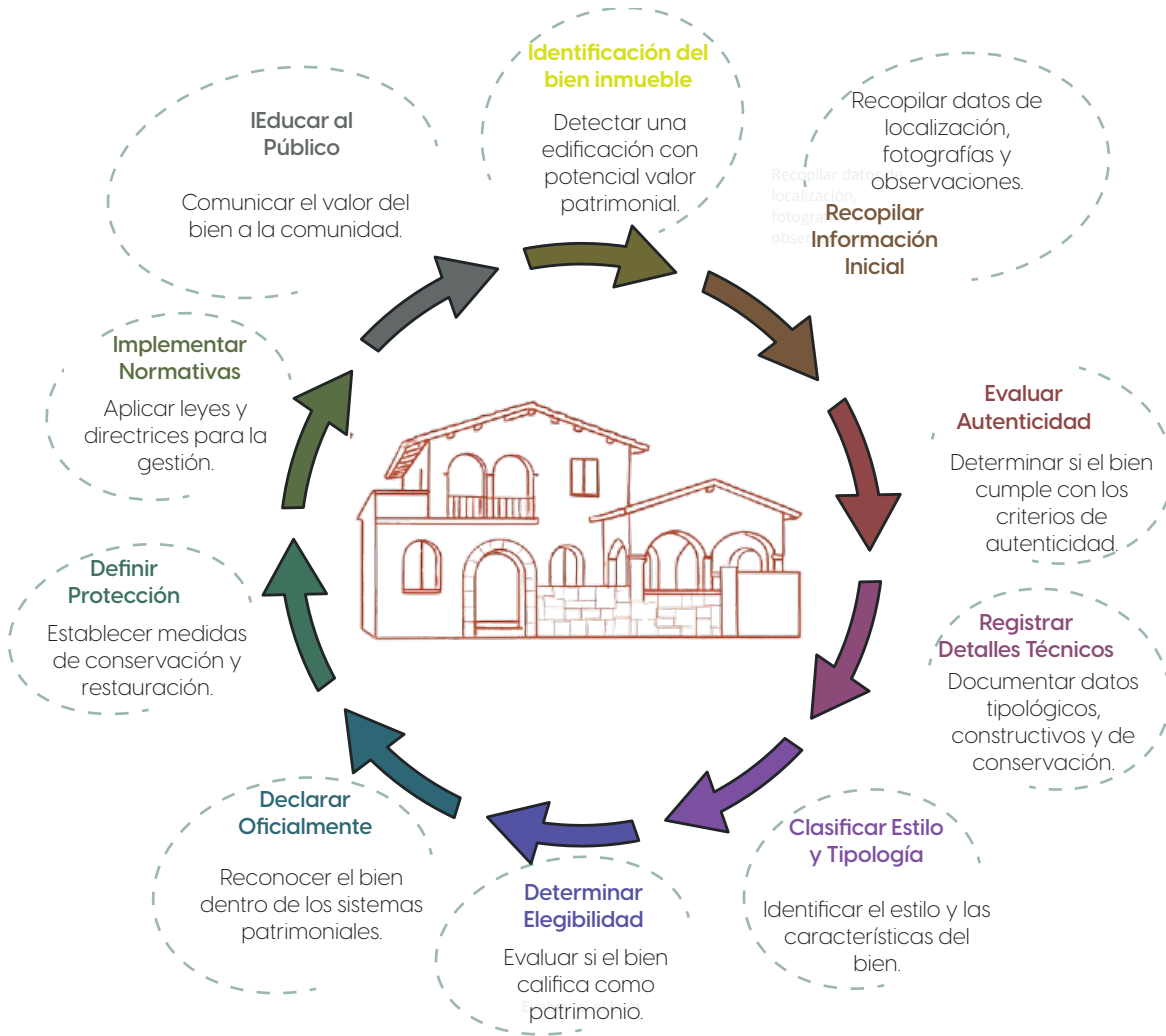 Identificación del
bien inmueble
Detectar una
edificación con
potencial valor
patrimonial.
Recopilar datos de
localización,
fotografías y
observaciones.
Recopilar
Información
Inicial
Evaluar
Autenticidad
Determinar si el bien
cumple con los
criterios de
autenticidad.
Registrar
Detalles Técnicos
Documentar datos
tipológicos,
constructivos y de
conservación.
Clasificar Estilo
y Tipología
Identificar el estilo y las
características del
bien.
Determinar
Elegibilidad
Evaluar si el bien
califica como
patrimonio.
Declarar
Oficialmente
Reconocer el bien
dentro de los sistemas
patrimoniales.
Definir
Protección
Establecer medidas
de conservación y
restauración.
Implementar
Normativas
Aplicar leyes y
directrices para la
gestión.
lEducar al
Público
Comunicar el valor del
bien a la comunidad.